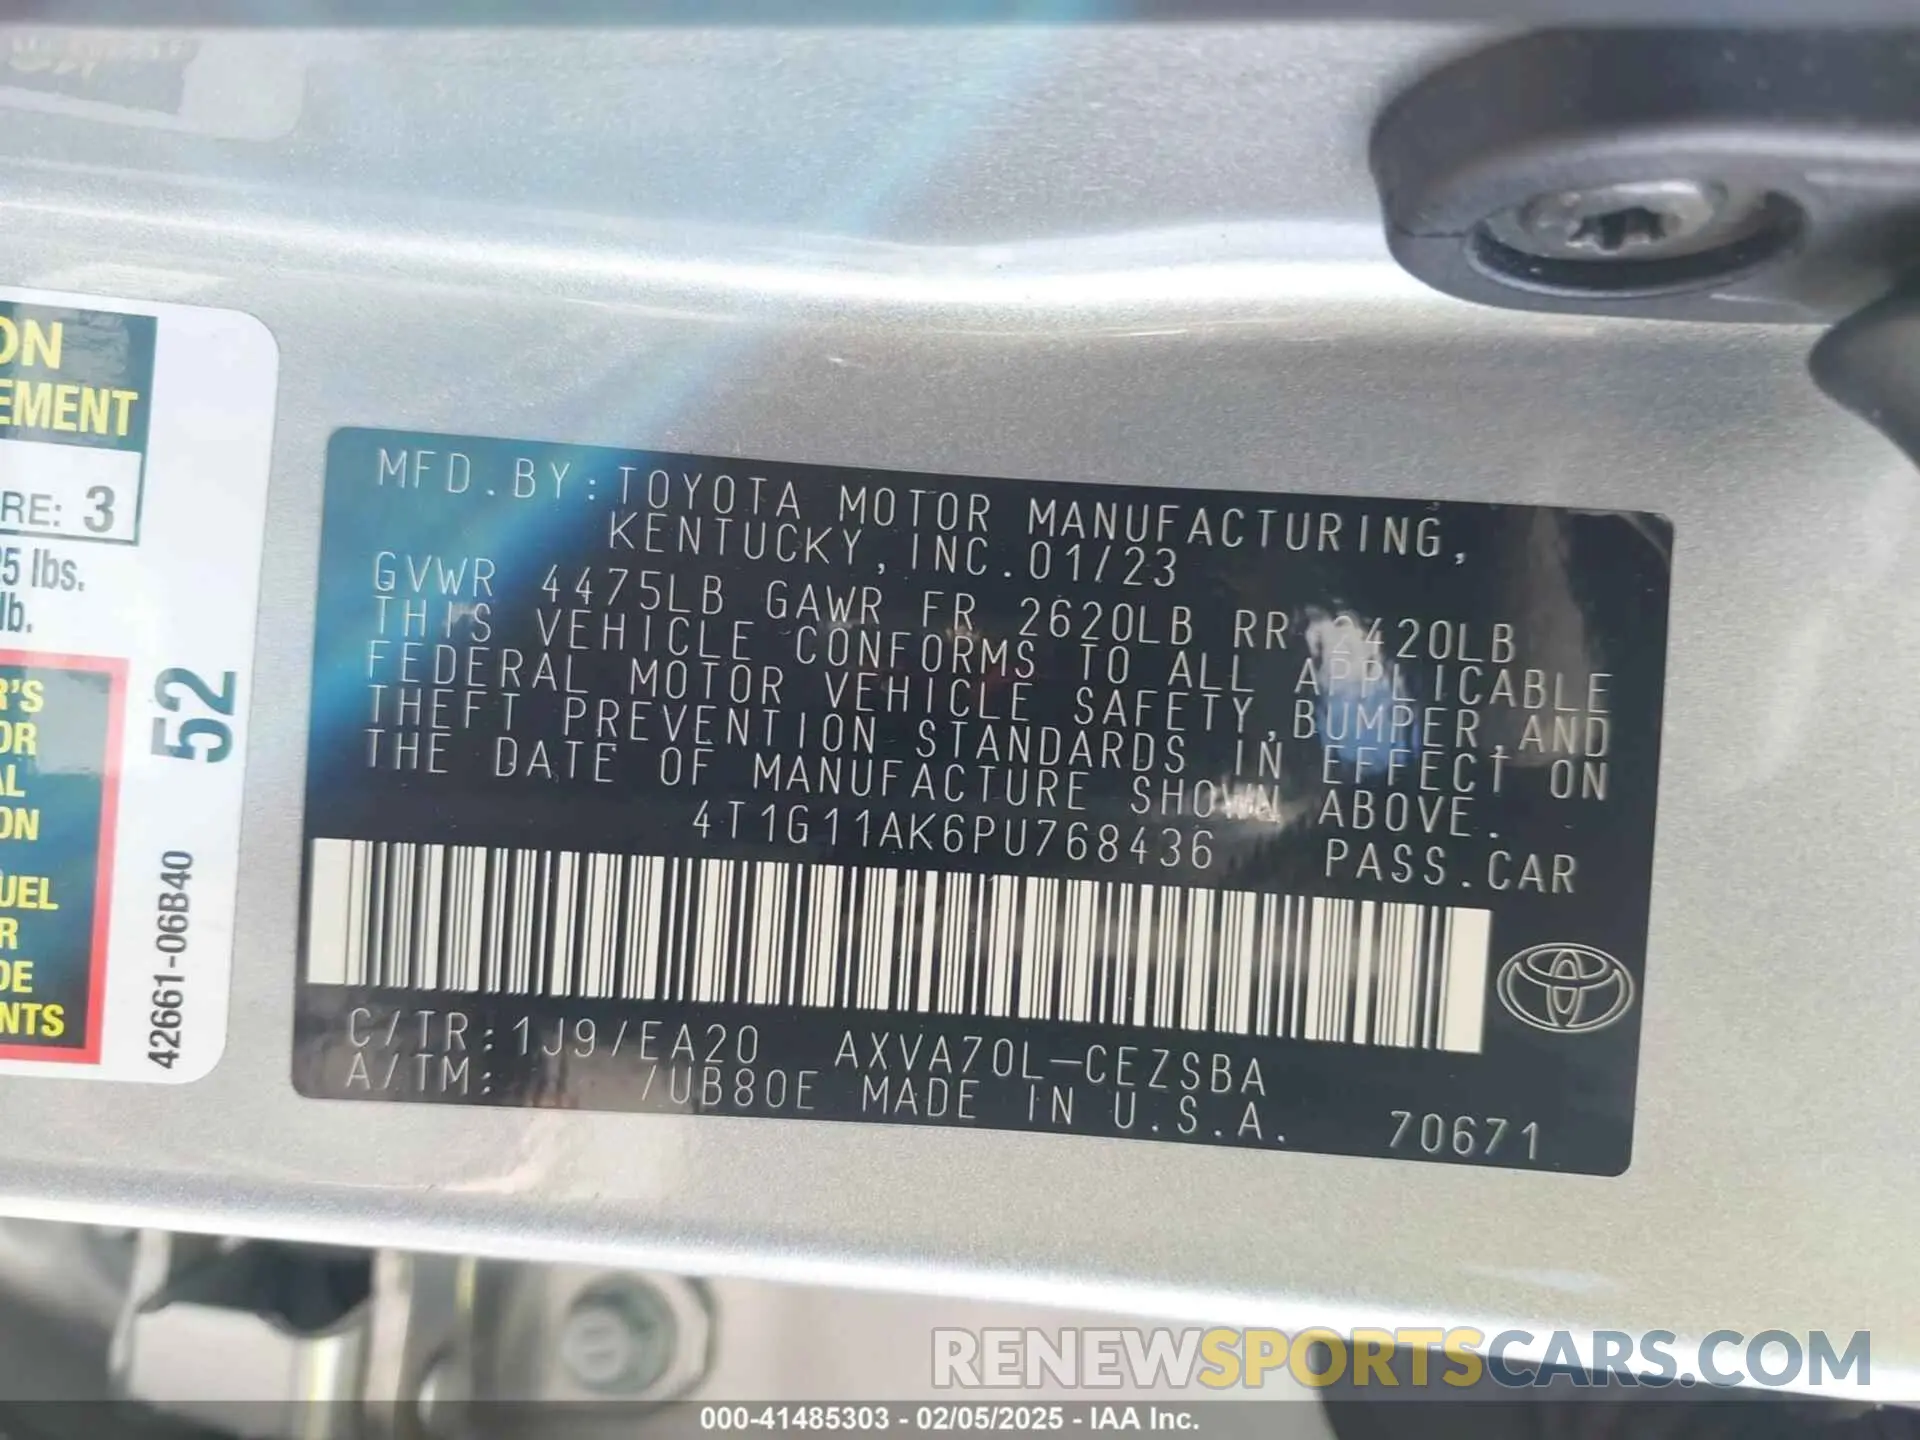 ON
EMENT
RE: 3
5 lbs.
lb.
R'S
OR
AL
ON
UEL
R
DE
NTS
52
42661-06B40
MFD.BY:TOYOTA MOTOR MANUFACTURING,
KENTUCKY,INC.01/23
GVWR 4475LB GAWR FR 2620LB RR 2420LB
THIS VEHICLE CONFORMS TO ALL APPLICABLE
FEDERAL MOTOR VEHICLE SAFETY,BUMPER,AND
THEFT PREVENTION STANDARDS IN EFFECT ON
THE DATE OF MANUFACTURE SHOWN ABOVE.
4T1G11AK6PU768436 PASS.CAR
C/TR:1J9/EA20 AXVA70L-CEZSBA
A/TM: /UB80E MADE IN U.S.A. 70671
RENEWSPORTSCARS.COM
000-41485303 - 02/05/2025 - IAA Inc.